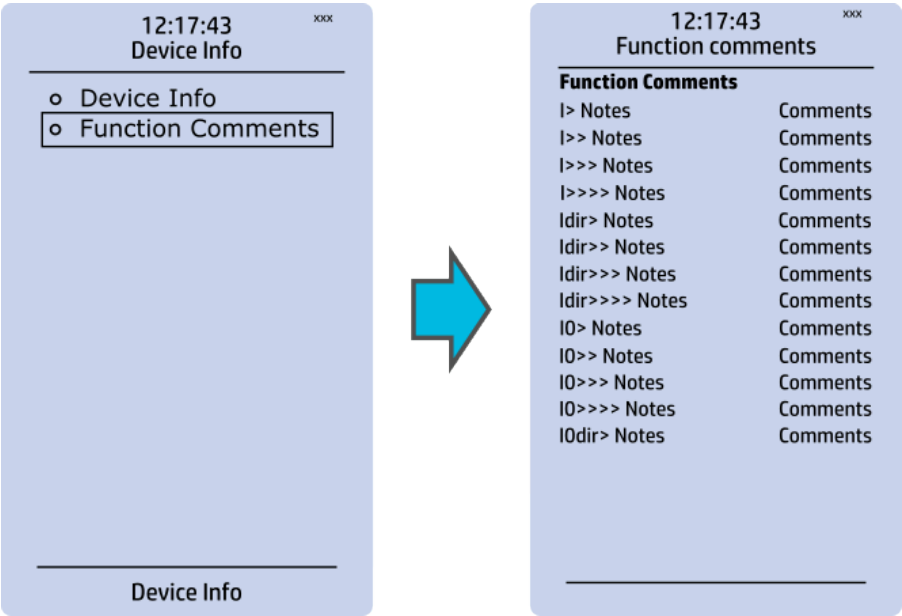 12:17:43 xxx
Device Info
Device Info
Function Comments
Device Info
12:17:43 xxx
Function comments
Function Comments
I> Notes Comments
I>> Notes Comments
I>>> Notes Comments
I>>>> Notes Comments
Idir> Notes Comments
Idir>> Notes Comments
Idir>>> Notes Comments
Idir>>>> Notes Comments
I0> Notes Comments
I0>> Notes Comments
I0>>> Notes Comments
I0>>>> Notes Comments
I0dir> Notes Comments